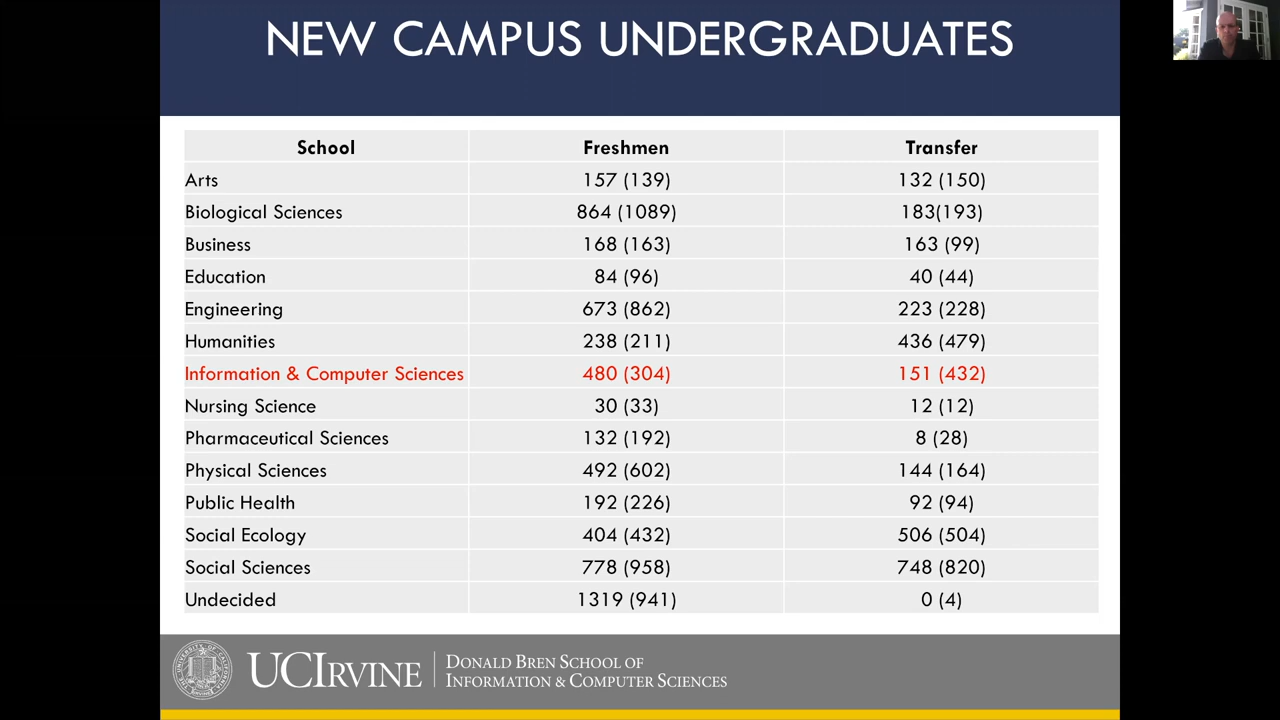 NEW CAMPUS UNDERGRADUATES
School Freshmen Transfer
Arts 157 (139) 132 (150)
Biological Sciences 864 (1089) 183(193)
Business 168 (163) 163 (99)
Education 84 (96) 40 (44)
Engineering 673 (862) 223 (228)
Humanities 238 (211) 436 (479)
Information & Computer Sciences 480 (304) 151 (432)
Nursing Science 30 (33) 12 (12)
Pharmaceutical Sciences 132 (192) 8 (28)
Physical Sciences 492 (602) 144 (164)
Public Health 192 (226) 92 (94)
Social Ecology 404 (432) 506 (504)
Social Sciences 778 (958) 748 (820)
Undecided 1319 (941) 0 (4)
UCIRVINE
DONALD BREN SCHOOL OF
INFORMATION & COMPUTER SCIENCES